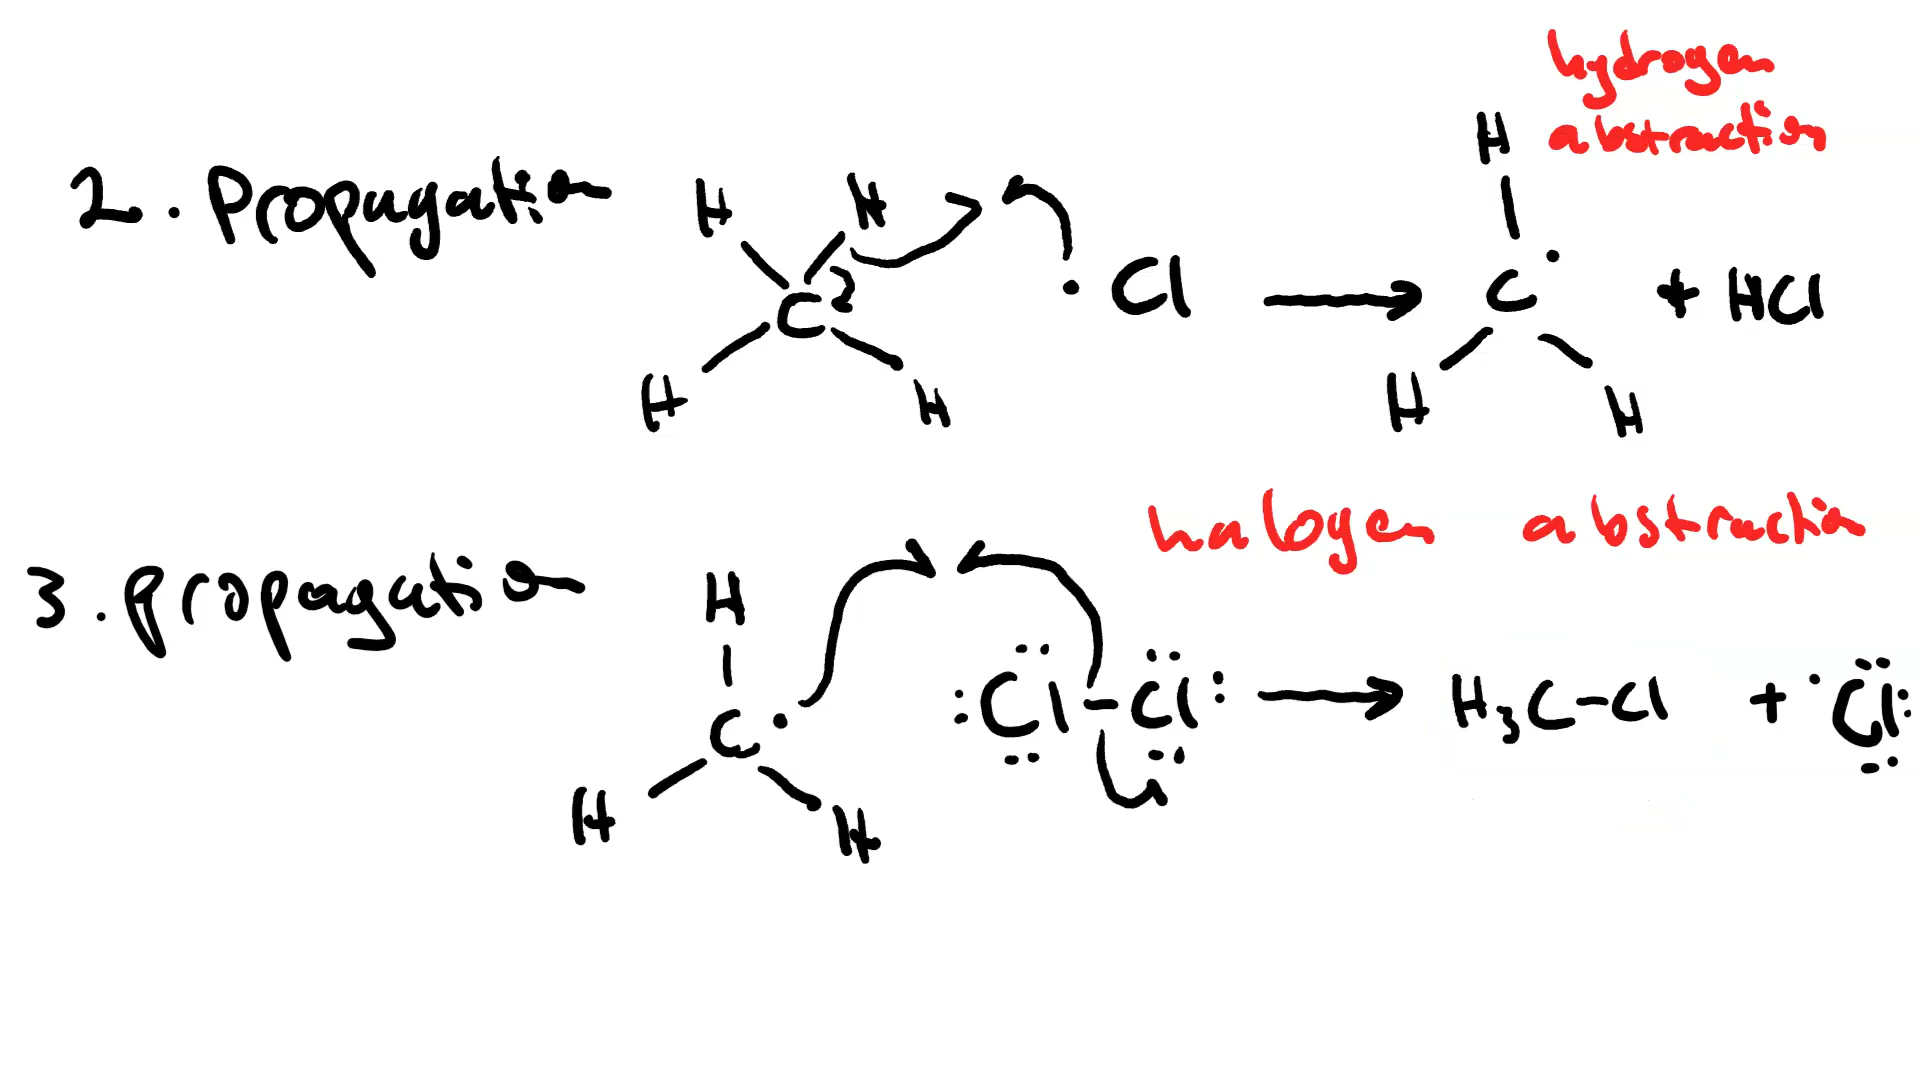 hydrogen
abstraction
2. Propagation
H H H
C · Cl → C· + HCl
H H H H
halogen abstraction
3. propagation
H
C· :Cl-Cl: → H₃C-Cl + ·Cl:
H H